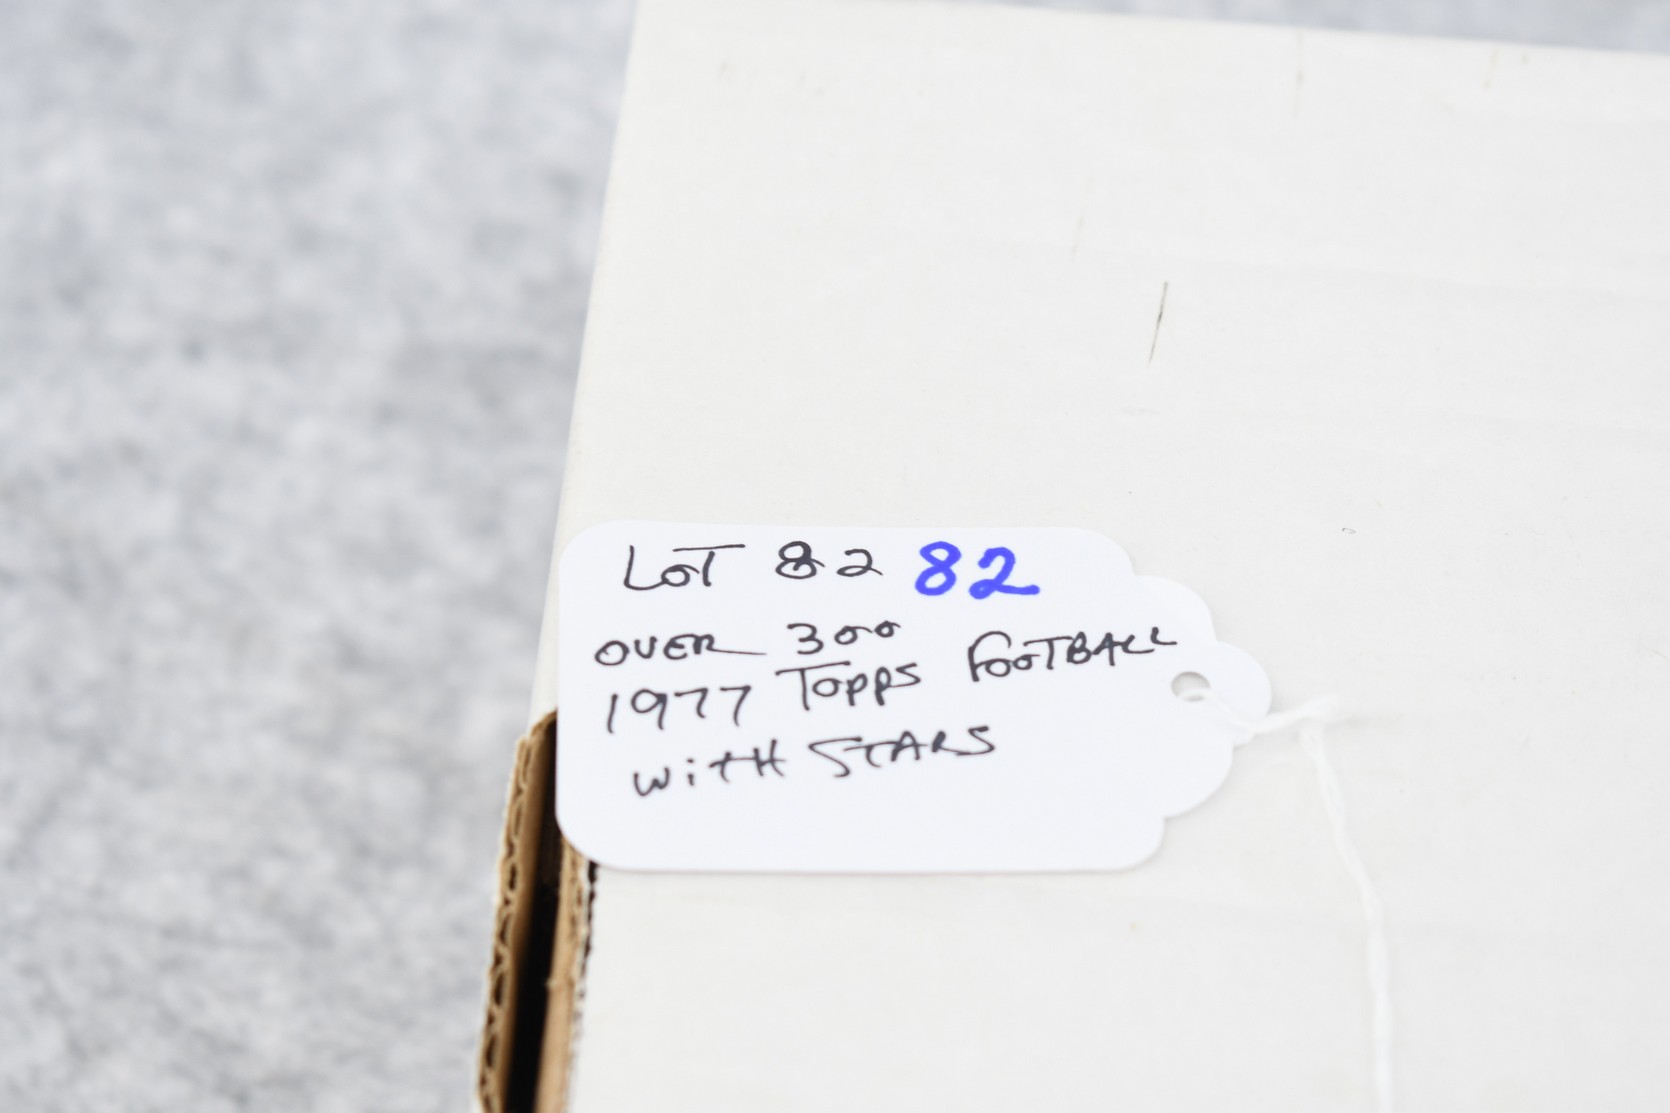 LOT 82 82
OVER 300
1977 Topps FOOTBALL
WITH STARS